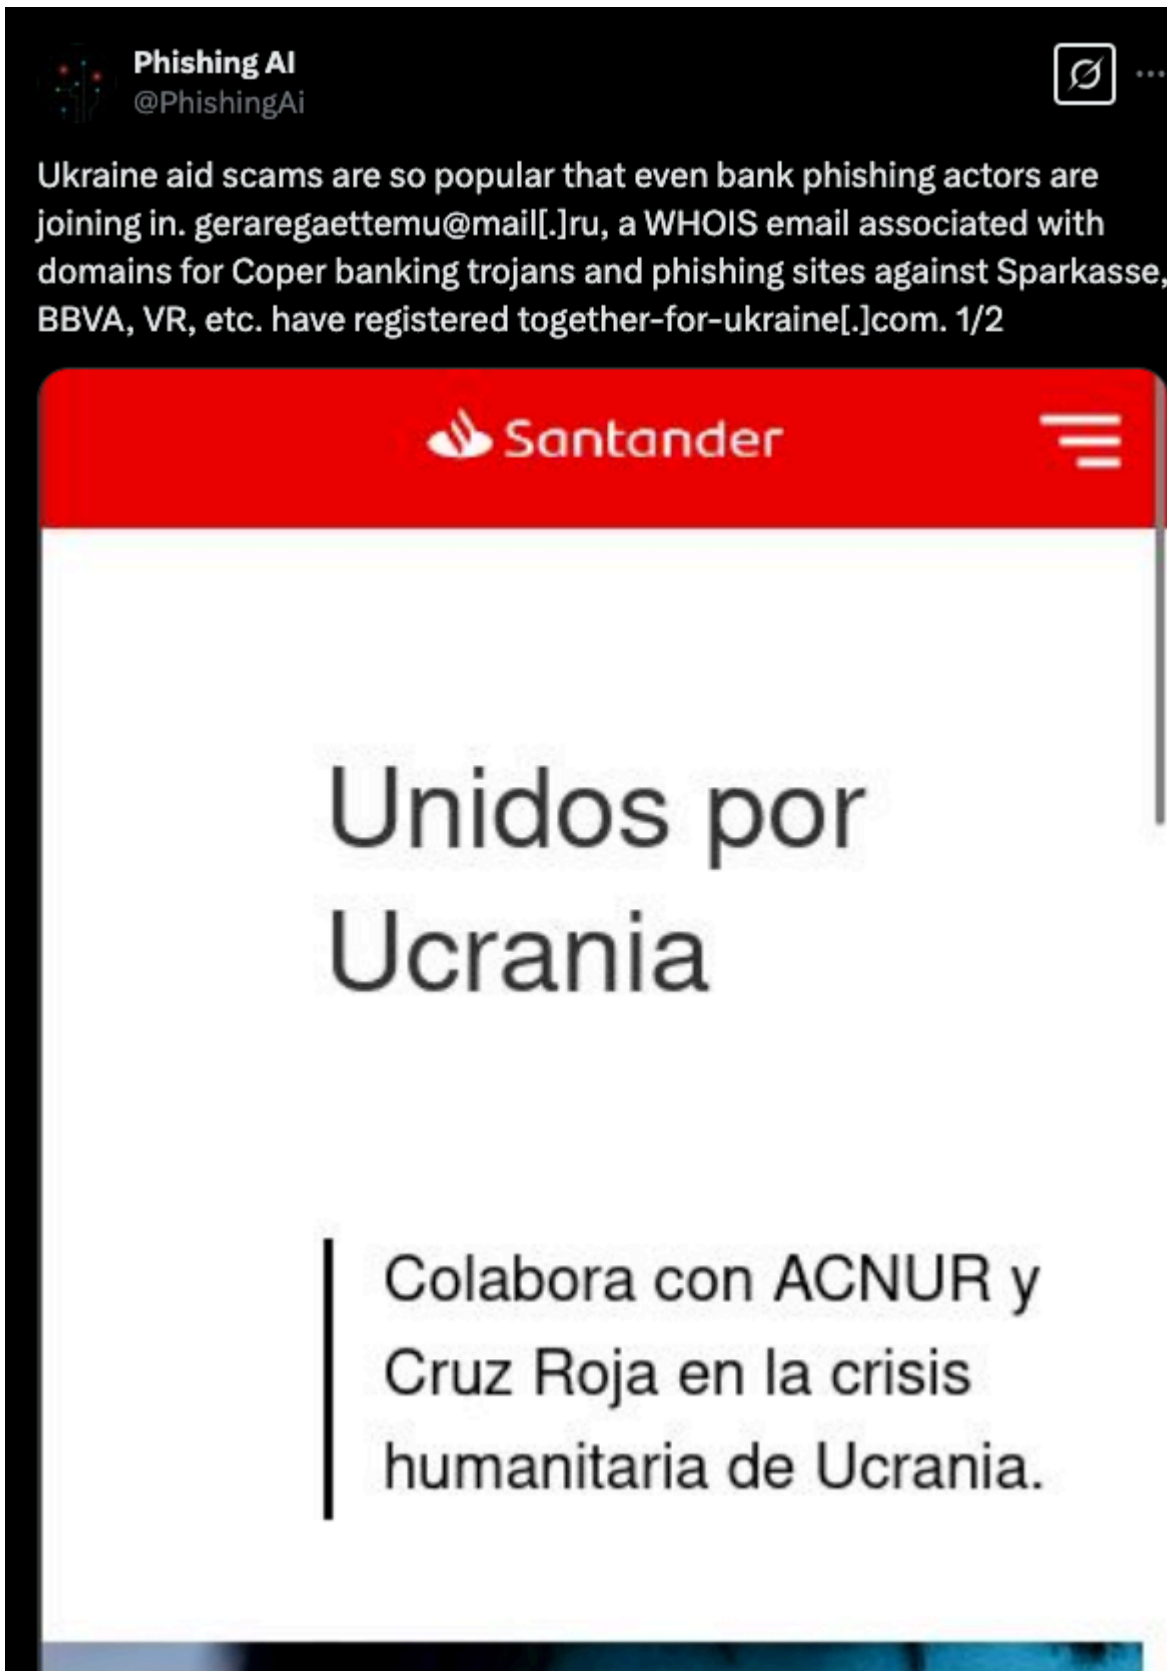 Phishing AI
@PhishingAi
Ukraine aid scams are so popular that even bank phishing actors are
joining in. geraregaettemu@mail[.]ru, a WHOIS email associated with
domains for Coper banking trojans and phishing sites against Sparkasse,
BBVA, VR, etc. have registered together-for-ukraine[.]com. 1/2
Santander
Unidos por
Ucrania
Colabora con ACNUR y
Cruz Roja en la crisis
humanitaria de Ucrania.